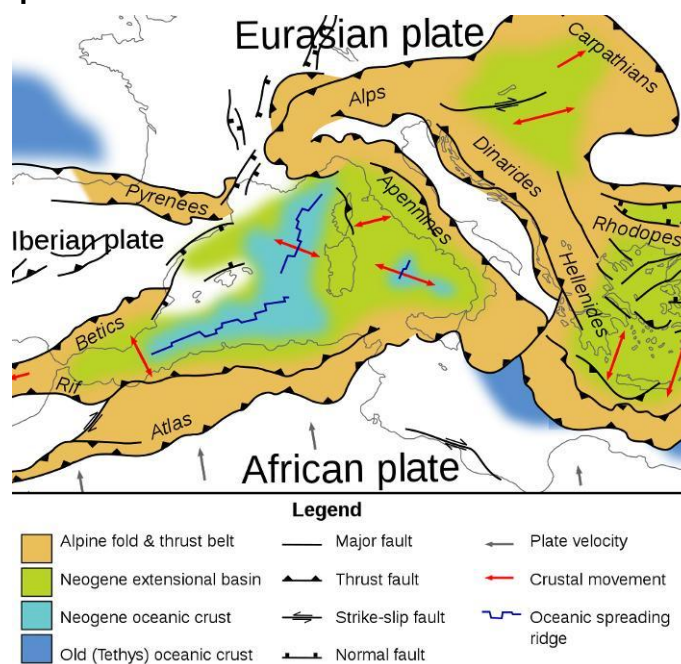 Eurasian plate
Carpathians
Alps
Dinarides
Pyrenees
Apennines
Iberian plate
Rhodopes
Hellenides
Betics
Rif
Atlas
African plate
Legend
Alpine fold & thrust belt
Major fault
Plate velocity
Neogene extensional basin
Thrust fault
Crustal movement
Neogene oceanic crust
Strike-slip fault
Oceanic spreading
ridge
Old (Tethys) oceanic crust
Normal fault